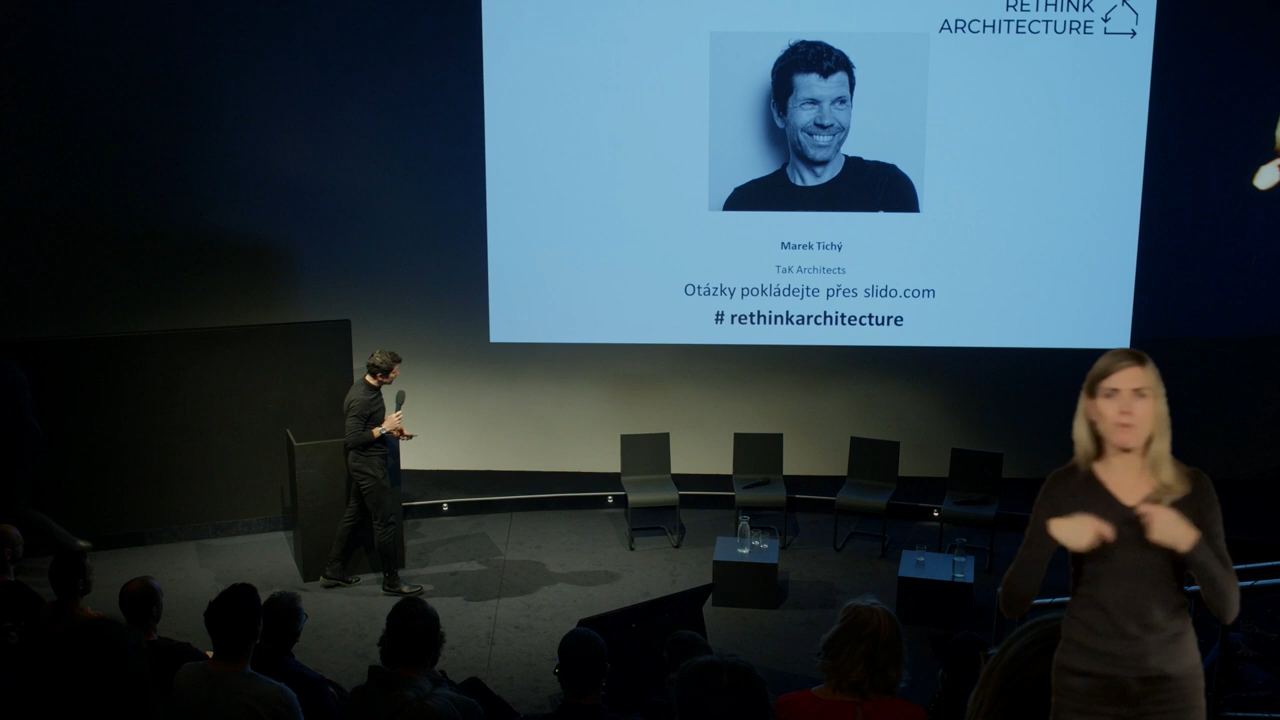 RETHINK
ARCHITECTURE
Marek Tichý
TaK Architects
Otázky pokládejte přes slido.com
# rethinkarchitecture